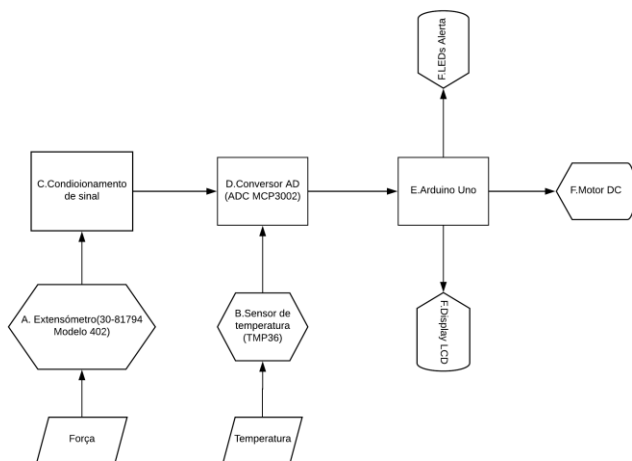 F.LEDs Alerta
C.Condioionamento
de sinal
D.Conversor AD
(ADC MCP3002)
E.Arduino Uno
F.Motor DC
A. Extensómetro(30-81794
Modelo 402)
B.Sensor de
temperatura
(TMP36)
F.Display LCD
Força
Temperatura